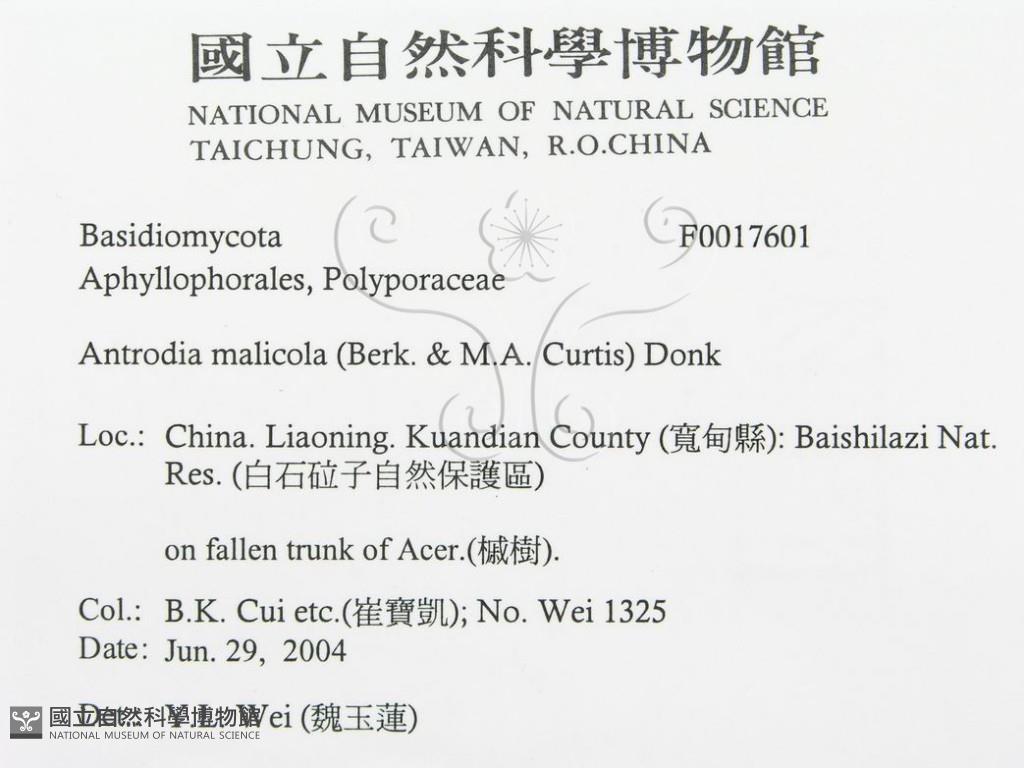 國立自然科學博物館
NATIONAL MUSEUM OF NATURAL SCIENCE
TAICHUNG, TAIWAN, R.O.CHINA
Basidiomycota F0017601
Aphyllophorales, Polyporaceae
Antrodia malicola (Berk. & M.A. Curtis) Donk
Loc.: China. Liaoning. Kuandian County (寬甸縣): Baishilazi Nat.
Res. (白石砬子自然保護區)
on fallen trunk of Acer.(槭樹).
Col.: B.K. Cui etc.(崔寶凱); No. Wei 1325
Date: Jun. 29, 2004
Det.: Y.L. Wei (魏玉蓮)
國立自然科學博物館
NATIONAL MUSEUM OF NATURAL SCIENCE